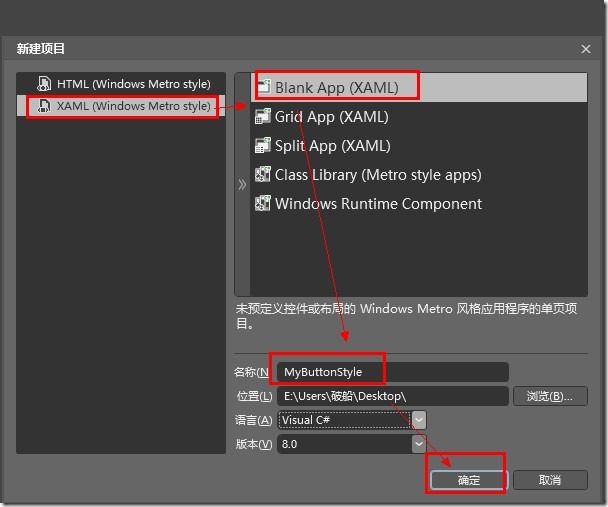 新建项目
HTML (Windows Metro style)
XAML (Windows Metro style)
Blank App (XAML)
Grid App (XAML)
Split App (XAML)
Class Library (Metro style apps)
Windows Runtime Component
未预定义控件或布局的 Windows Metro 风格应用程序的单页项
目。
名称(N MyButtonStyle
位置(L) E:\Users\破船\Desktop\ 浏览(B)...
语言(A) Visual C#
版本(V) 8.0
确定 取消